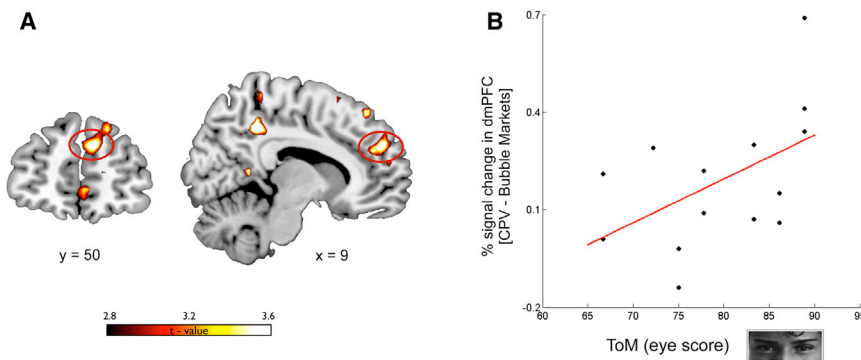 A
y = 50
x = 9
2.8 3.2 3.6
t - value
B
% signal change in dmPFC
[CPV - Bubble Markets]
0.7
0.4
0.1
-0.2
60 65 70 75 80 85 90 95
ToM (eye score)